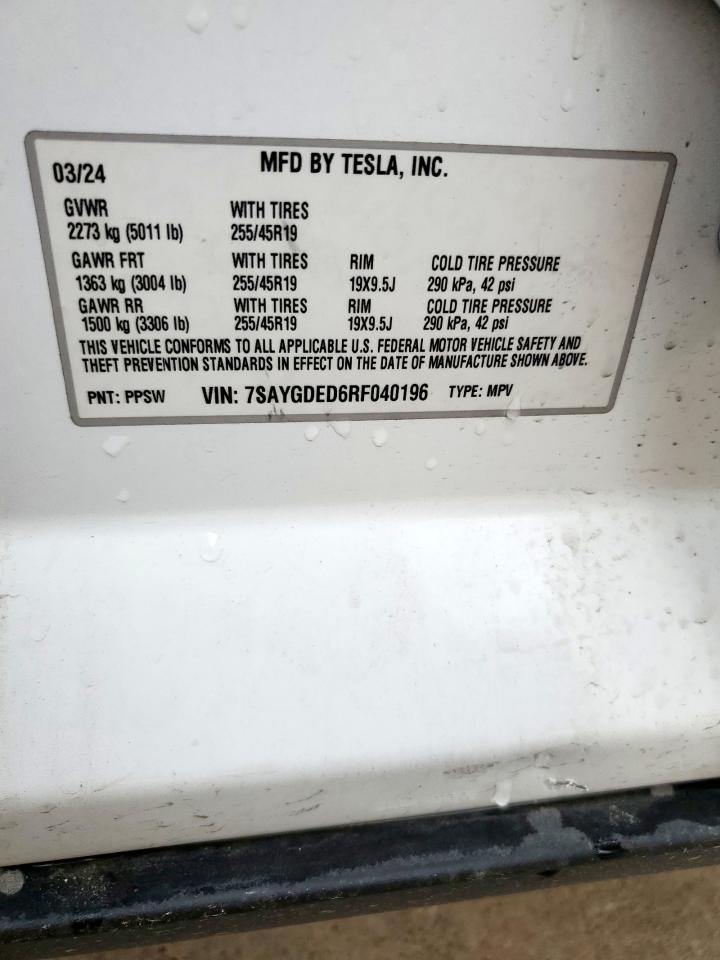 03/24 MFD BY TESLA, INC.
GVWR WITH TIRES
2273 kg (5011 lb) 255/45R19
GAWR FRT WITH TIRES RIM COLD TIRE PRESSURE
1363 kg (3004 lb) 255/45R19 19X9.5J 290 kPa, 42 psi
GAWR RR WITH TIRES RIM COLD TIRE PRESSURE
1500 kg (3306 lb) 255/45R19 19X9.5J 290 kPa, 42 psi
THIS VEHICLE CONFORMS TO ALL APPLICABLE U.S. FEDERAL MOTOR VEHICLE SAFETY AND
THEFT PREVENTION STANDARDS IN EFFECT ON THE DATE OF MANUFACTURE SHOWN ABOVE.
PNT: PPSW VIN: 7SAYGDED6RF040196 TYPE: MPV